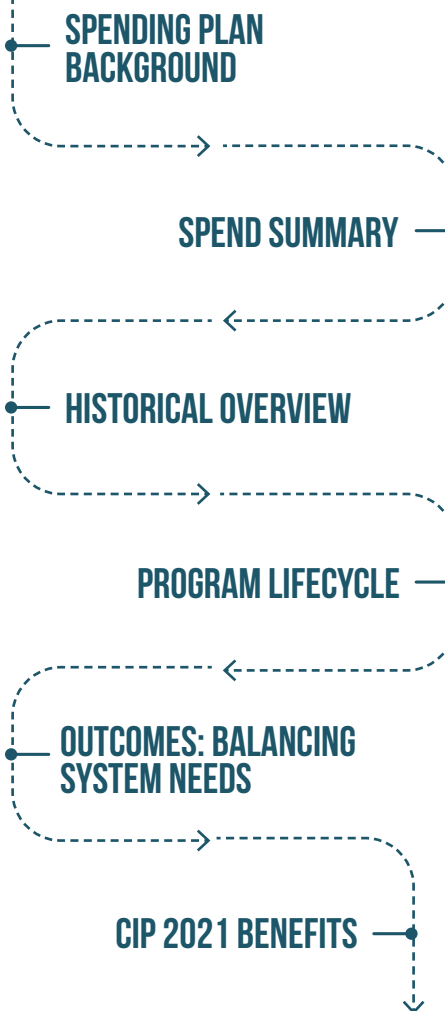 SPENDING PLAN
BACKGROUND
SPEND SUMMARY
HISTORICAL OVERVIEW
PROGRAM LIFECYCLE
OUTCOMES: BALANCING
SYSTEM NEEDS
CIP 2021 BENEFITS